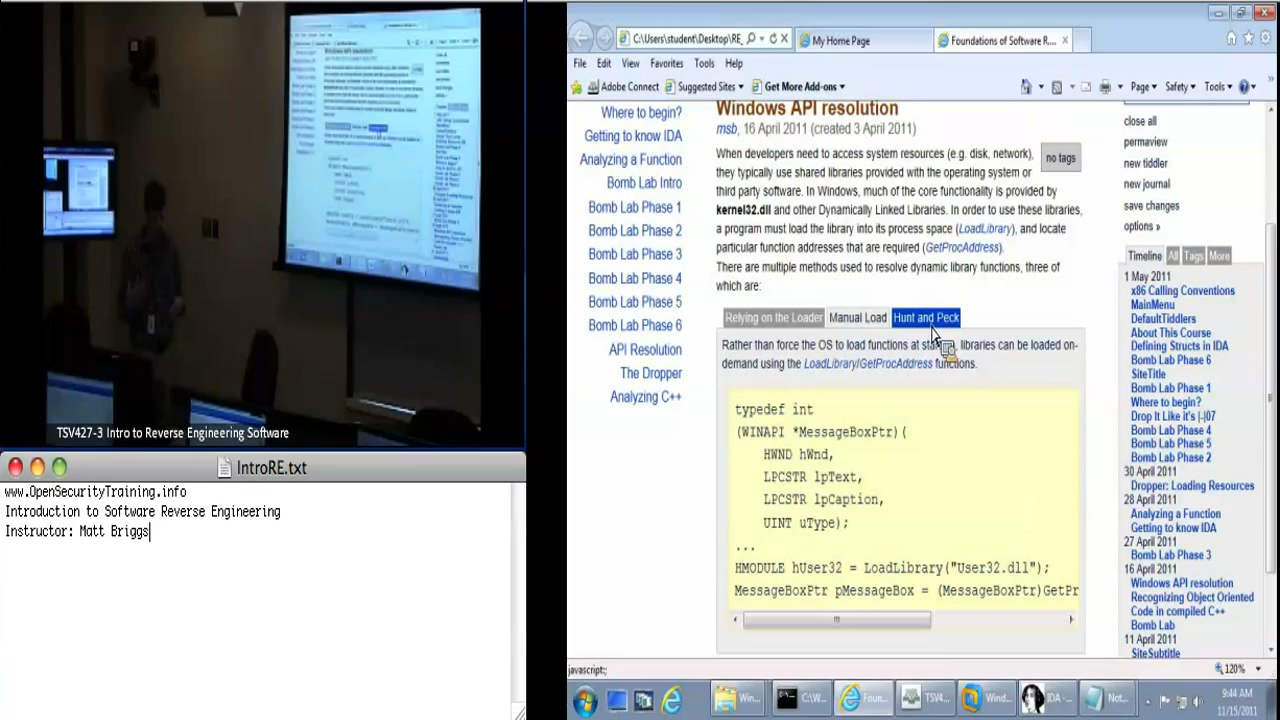 TSV427-3 Intro to Reverse Engineering Software
IntroRE.txt
www.OpenSecurityTraining.info
Introduction to Software Reverse Engineering
Instructor: Matt Briggs
My Home Page
Foundations of Software R...
File Edit View Favorites Tools Help
Adobe Connect
Page Safety Tools
Where to begin?
Getting to know IDA
Analyzing a Function
Bomb Lab Intro
Bomb Lab Phase 1
Bomb Lab Phase 2
Bomb Lab Phase 3
Bomb Lab Phase 4
Bomb Lab Phase 5
Bomb Lab Phase 6
API Resolution
The Dropper
Analyzing C++
Windows API resolution
msb, 16 April 2011 (created 3 April 2011)
no tags
When developers need to access system resources (e.g. disk, network),
they typically use shared libraries provided with the operating system or
third party software. In Windows, much of the core functionality is provided by
kernel32.dll and other Dynamically Linked Libraries. In order to use these libraries,
a program must load the library into its process space (LoadLibrary), and locate
particular function addresses that are required (GetProcAddress).
There are multiple methods used to resolve dynamic library functions, three of
which are:
Relying on the Loader Manual Load Hunt and Peck
Rather than force the OS to load functions at libraries can be loaded on-
demand using the LoadLibrary/GetProcAddress functions.
typedef int
(WINAPI *MessageBoxPtr)(
HWND hWnd,
LPCSTR lpText,
LPCSTR lpCaption,
UINT uType);
...
HMODULE hUser32 = LoadLibrary("User32.dll");
MessageBoxPtr pMessageBox = (MessageBoxPtr)GetPr
close all
permaview
new tiddler
new journal
save changes
options »
Timeline All Tags More
1 May 2011
x86 Calling Conventions
MainMenu
DefaultTiddlers
About This Course
Defining Structs in IDA
Bomb Lab Phase 6
SiteTitle
Bomb Lab Phase 1
Where to begin?
Drop It Like it's |-|07
Bomb Lab Phase 4
Bomb Lab Phase 5
Bomb Lab Phase 2
30 April 2011
Dropper: Loading Resources
28 April 2011
Analyzing a Function
Getting to know IDA
27 April 2011
Bomb Lab Phase 3
16 April 2011
Windows API resolution
Recognizing Object Oriented
Code in compiled C++
Bomb Lab
11 April 2011
SiteSubtitle
javascript:;
120%
Win...
C:\W...
Foun...
TSV4...
Wind...
IDA -...
Not...
9:44 AM
11/15/2011